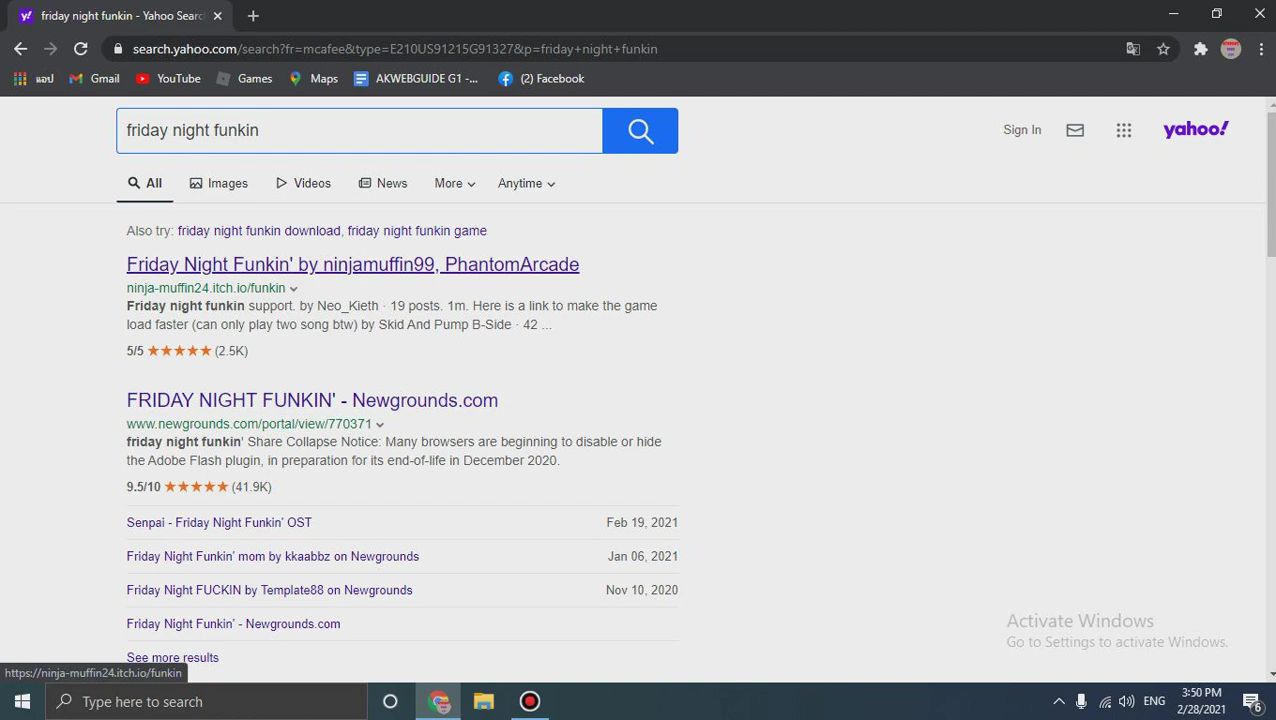 friday night funkin - Yahoo Searc
search.yahoo.com/search?fr=mcafee&type=E210US91215G91327&p=friday+night+funkin
แอป Gmail YouTube Games Maps AKWEBGUIDE G1 -... (2) Facebook
friday night funkin
Sign In yahoo!
All Images Videos News More Anytime
Also try: friday night funkin download, friday night funkin game
Friday Night Funkin' by ninjamuffin99, PhantomArcade
ninja-muffin24.itch.io/funkin
Friday night funkin support. by Neo_Kieth · 19 posts. 1m. Here is a link to make the game
load faster (can only play two song btw) by Skid And Pump B-Side · 42 ...
5/5 ★★★★★ (2.5K)
FRIDAY NIGHT FUNKIN' - Newgrounds.com
www.newgrounds.com/portal/view/770371
friday night funkin' Share Collapse Notice: Many browsers are beginning to disable or hide
the Adobe Flash plugin, in preparation for its end-of-life in December 2020.
9.5/10 ★★★★★ (41.9K)
Senpai - Friday Night Funkin' OST Feb 19, 2021
Friday Night Funkin' mom by kkaabbz on Newgrounds Jan 06, 2021
Friday Night FUCKIN by Template88 on Newgrounds Nov 10, 2020
Friday Night Funkin' - Newgrounds.com
Activate Windows
Go to Settings to activate Windows.
See more results
https://ninja-muffin24.itch.io/funkin
Type here to search
ENG
3:50 PM
2/28/2021
6